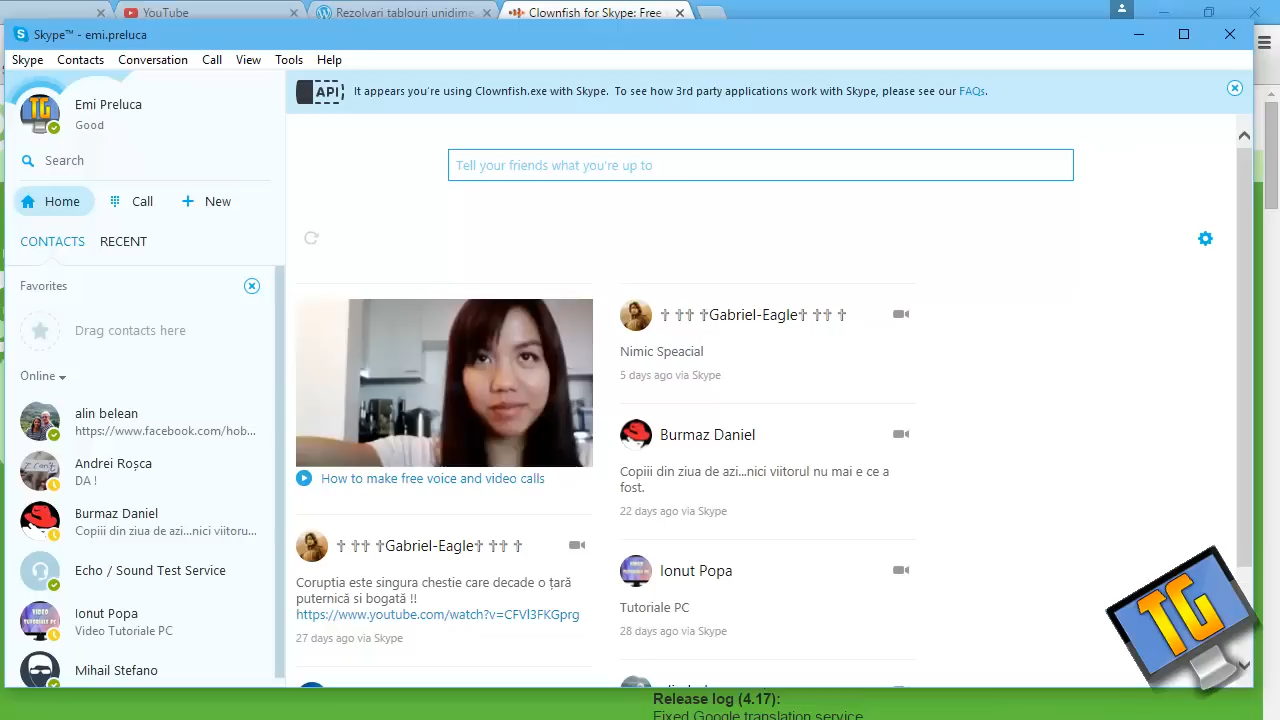 YouTube
Rezolvari tablouri unidime
Clownfish for Skype: Free
Skype™ - emi.preluca
Skype Contacts Conversation Call View Tools Help
TG
Emi Preluca
Good
Search
Home Call New
CONTACTS RECENT
Favorites
Drag contacts here
Online
alin belean
https://www.facebook.com/hob...
Andrei Roșca
DA !
Burmaz Daniel
Copiii din ziua de azi...nici viitoru...
Echo / Sound Test Service
Ionut Popa
Video Tutoriale PC
Mihail Stefano
API It appears you're using Clownfish.exe with Skype. To see how 3rd party applications work with Skype, please see our FAQs.
Tell your friends what you're up to
How to make free voice and video calls
† †† †Gabriel-Eagle† †† †
Coruptia este singura chestie care decade o țară
puternică si bogată !!
https://www.youtube.com/watch?v=CFVl3FKGprg
27 days ago via Skype
† †† †Gabriel-Eagle† †† †
Nimic Speacial
5 days ago via Skype
Burmaz Daniel
Copiii din ziua de azi...nici viitorul nu mai e ce a
fost.
22 days ago via Skype
Ionut Popa
Tutoriale PC
28 days ago via Skype
TG
Release log (4.17):
Fixed Google translation service